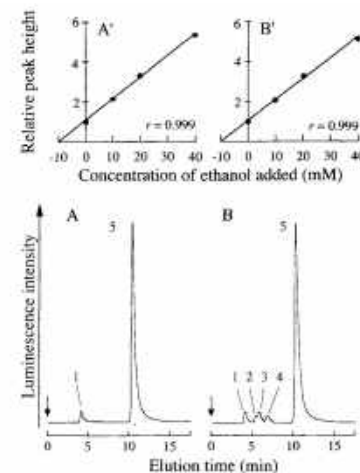 A' B'
Relative peak height
6 6
4 4
2 2
r = 0.999 r = 0.999
-10 0 10 20 30 40 -10 0 10 20 30 40
Concentration of ethanol added (mM)
A B
5 5
Luminescence intensity
1 1 2 3 4
0 5 10 15 0 5 10 15
Elution time (min)